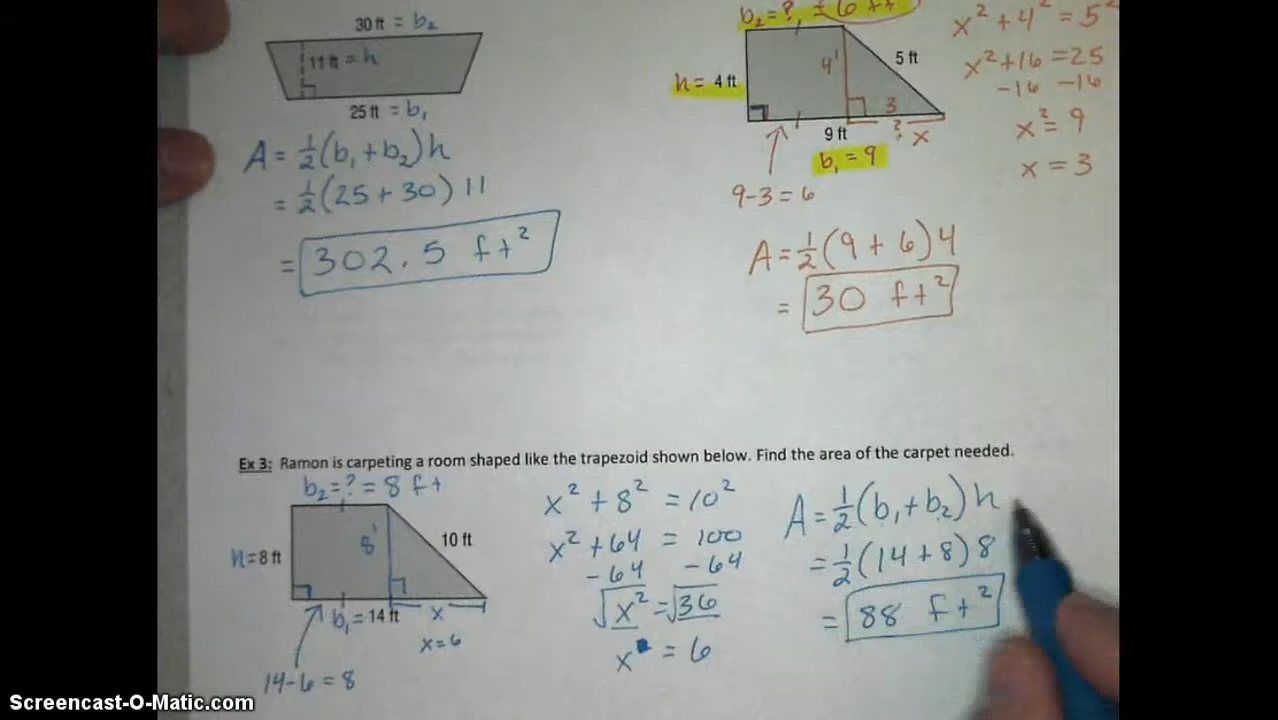 30 ft = b₂
11 ft = h
25 ft = b₁
A = ½(b₁ + b₂)h
= ½(25 + 30) 11
= 302.5 ft²
b₂ = ? = 6 ft
h = 4 ft
4'
5 ft
3
9 ft
? x
b₁ = 9
9-3 = 6
x² + 4² = 5²
x² + 16 = 25
-16 -16
x² = 9
x = 3
A = ½(9 + 6)4
= 30 ft²
Ex 3: Ramon is carpeting a room shaped like the trapezoid shown below. Find the area of the carpet needed.
b₂ = ? = 8 ft
h = 8 ft
8'
10 ft
b₁ = 14 ft
x
x = 6
14-6 = 8
x² + 8² = 10²
x² + 64 = 100
-64 -64
√x² = √36
x = 6
A = ½(b₁ + b₂)h
= ½(14 + 8)8
= 88 ft²
Screencast-O-Matic.com